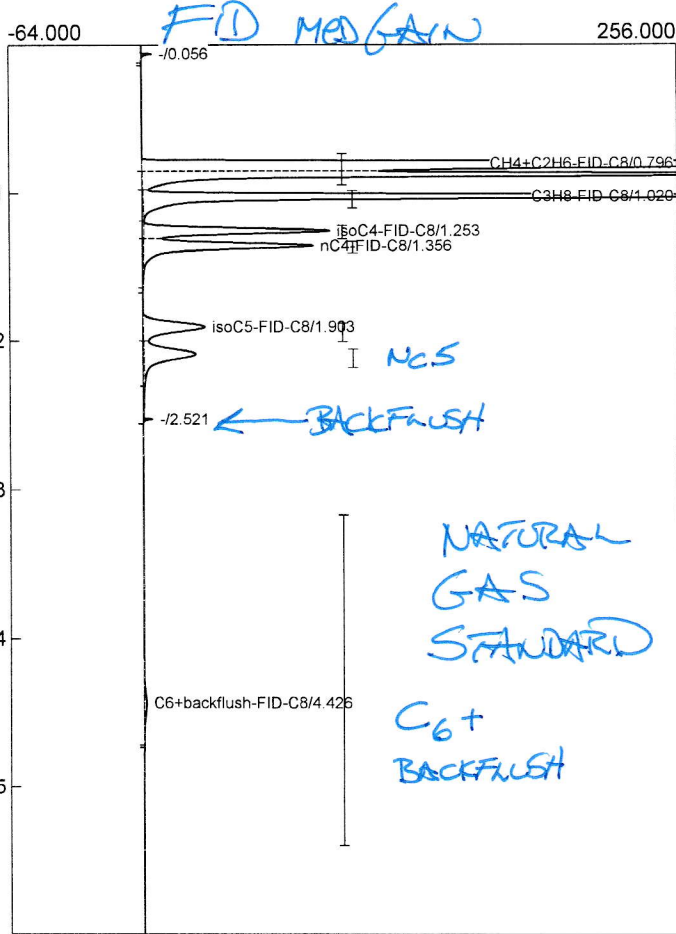 FID MED GAIN
-64.000 256.000
-/0.056
CH4+C2H6-FID-C8/0.796
C3H8-FID-C8/1.020
isoC4-FID-C8/1.253
nC4-FID-C8/1.356
isoC5-FID-C8/1.903
2
NC5
-/2.521
BACKFLUSH
3
NATURAL
GAS
STANDARD
4
C6+backflush-FID-C8/4.426
C6+
BACKFLUSH
5